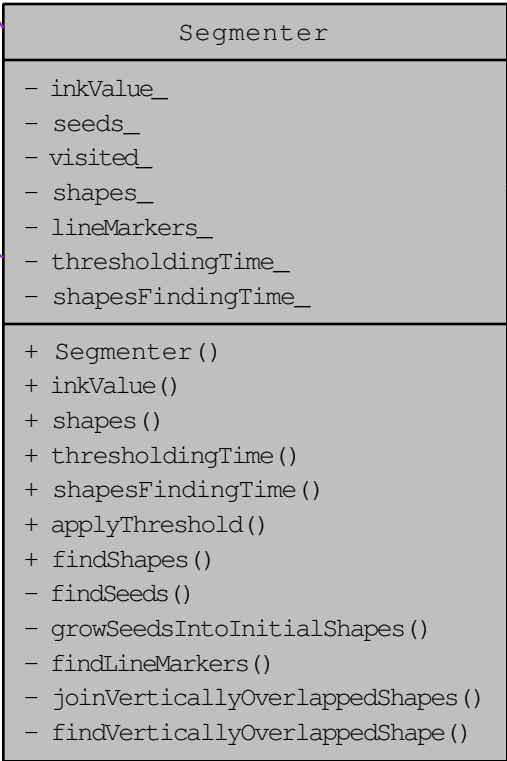 Segmenter
- inkValue_
- seeds_
- visited_
- shapes_
- lineMarkers_
- thresholdingTime_
- shapesFindingTime_
+ Segmenter()
+ inkValue()
+ shapes()
+ thresholdingTime()
+ shapesFindingTime()
+ applyThreshold()
+ findShapes()
- findSeeds()
- growSeedsIntoInitialShapes()
- findLineMarkers()
- joinVerticallyOverlappedShapes()
- findVerticallyOverlappedShape()